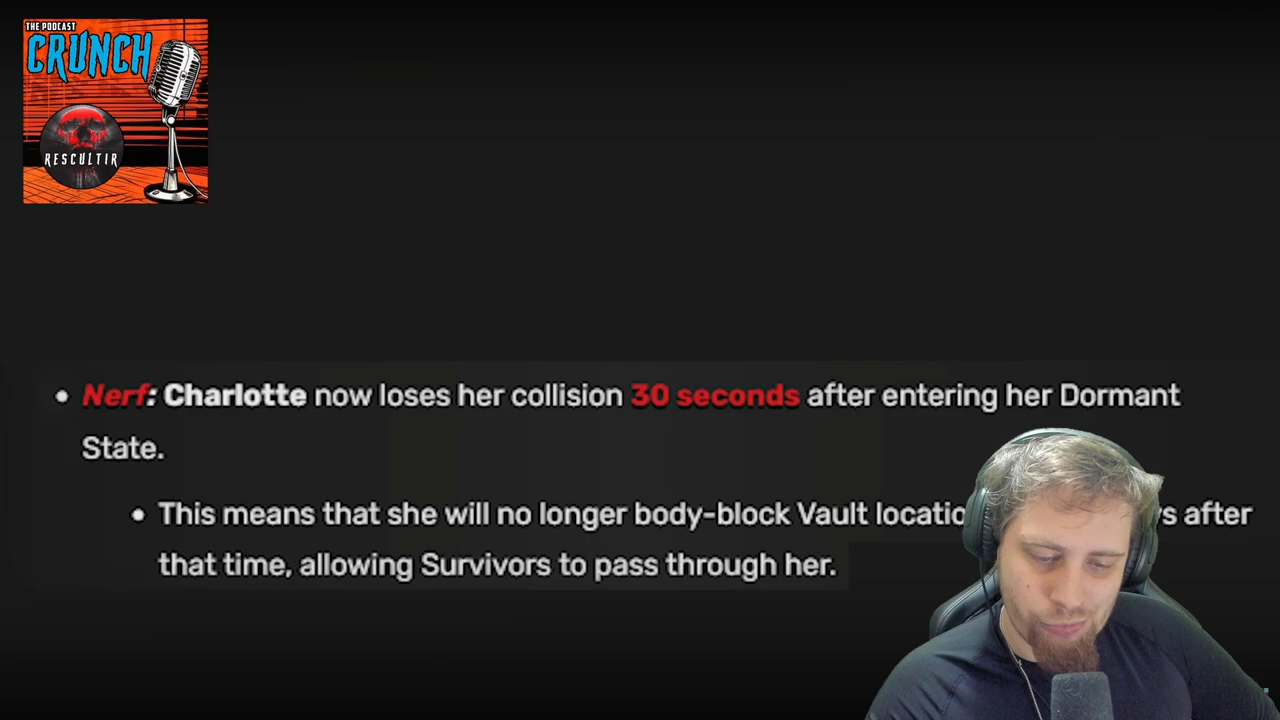 THE PODCAST
CRUNCH
RESCULTIR
• Nerf: Charlotte now loses her collision 30 seconds after entering her Dormant
State.
• This means that she will no longer body-block Vault after
that time, allowing Survivors to pass through her.